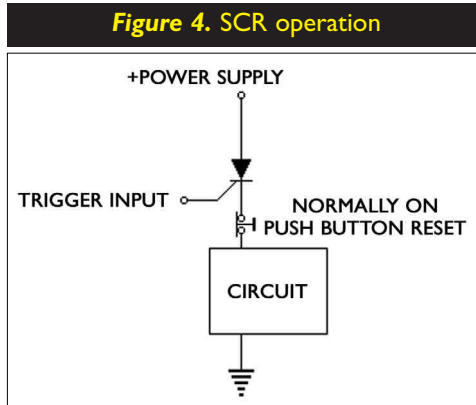 Figure 4. SCR operation
+POWER SUPPLY
TRIGGER INPUT
NORMALLY ON
PUSH BUTTON RESET
CIRCUIT